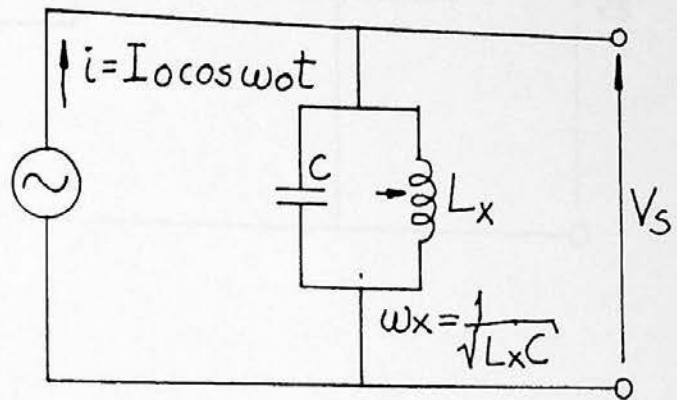 i=I₀cosω₀t
C
Lx
Vs
ωx=1/√LxC